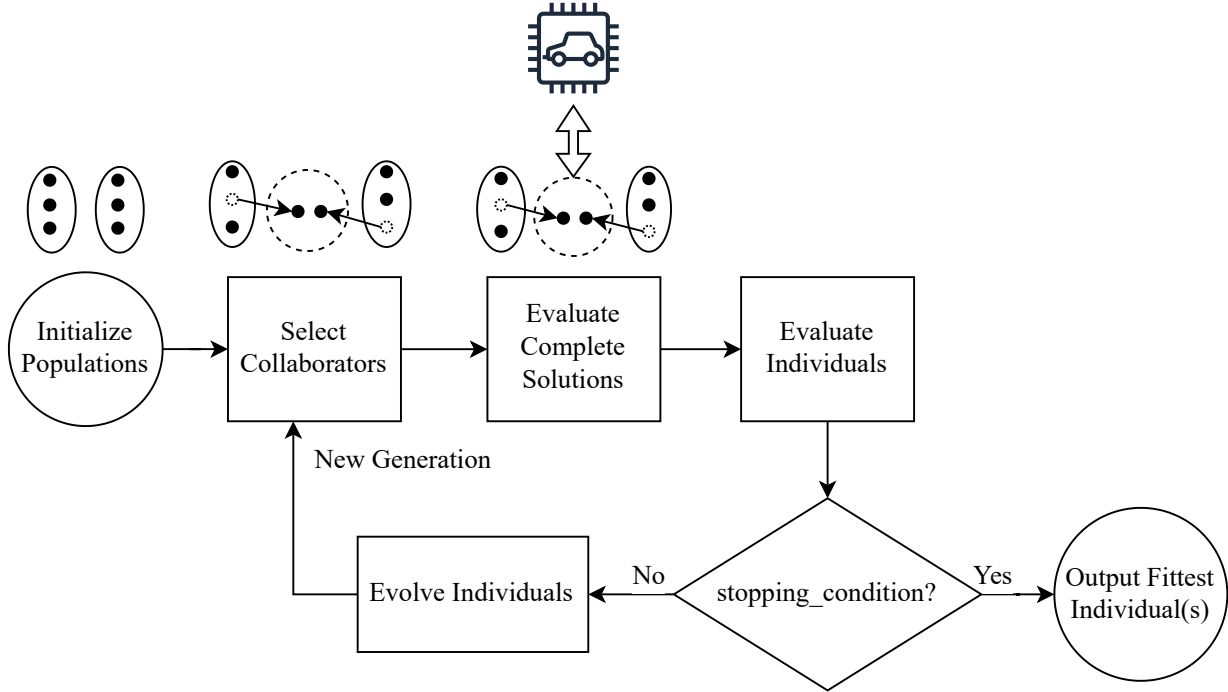 Initialize
Populations
Select
Collaborators
Evaluate
Complete
Solutions
Evaluate
Individuals
New Generation
Evolve Individuals
No
stopping_condition?
Yes
Output Fittest
Individual(s)